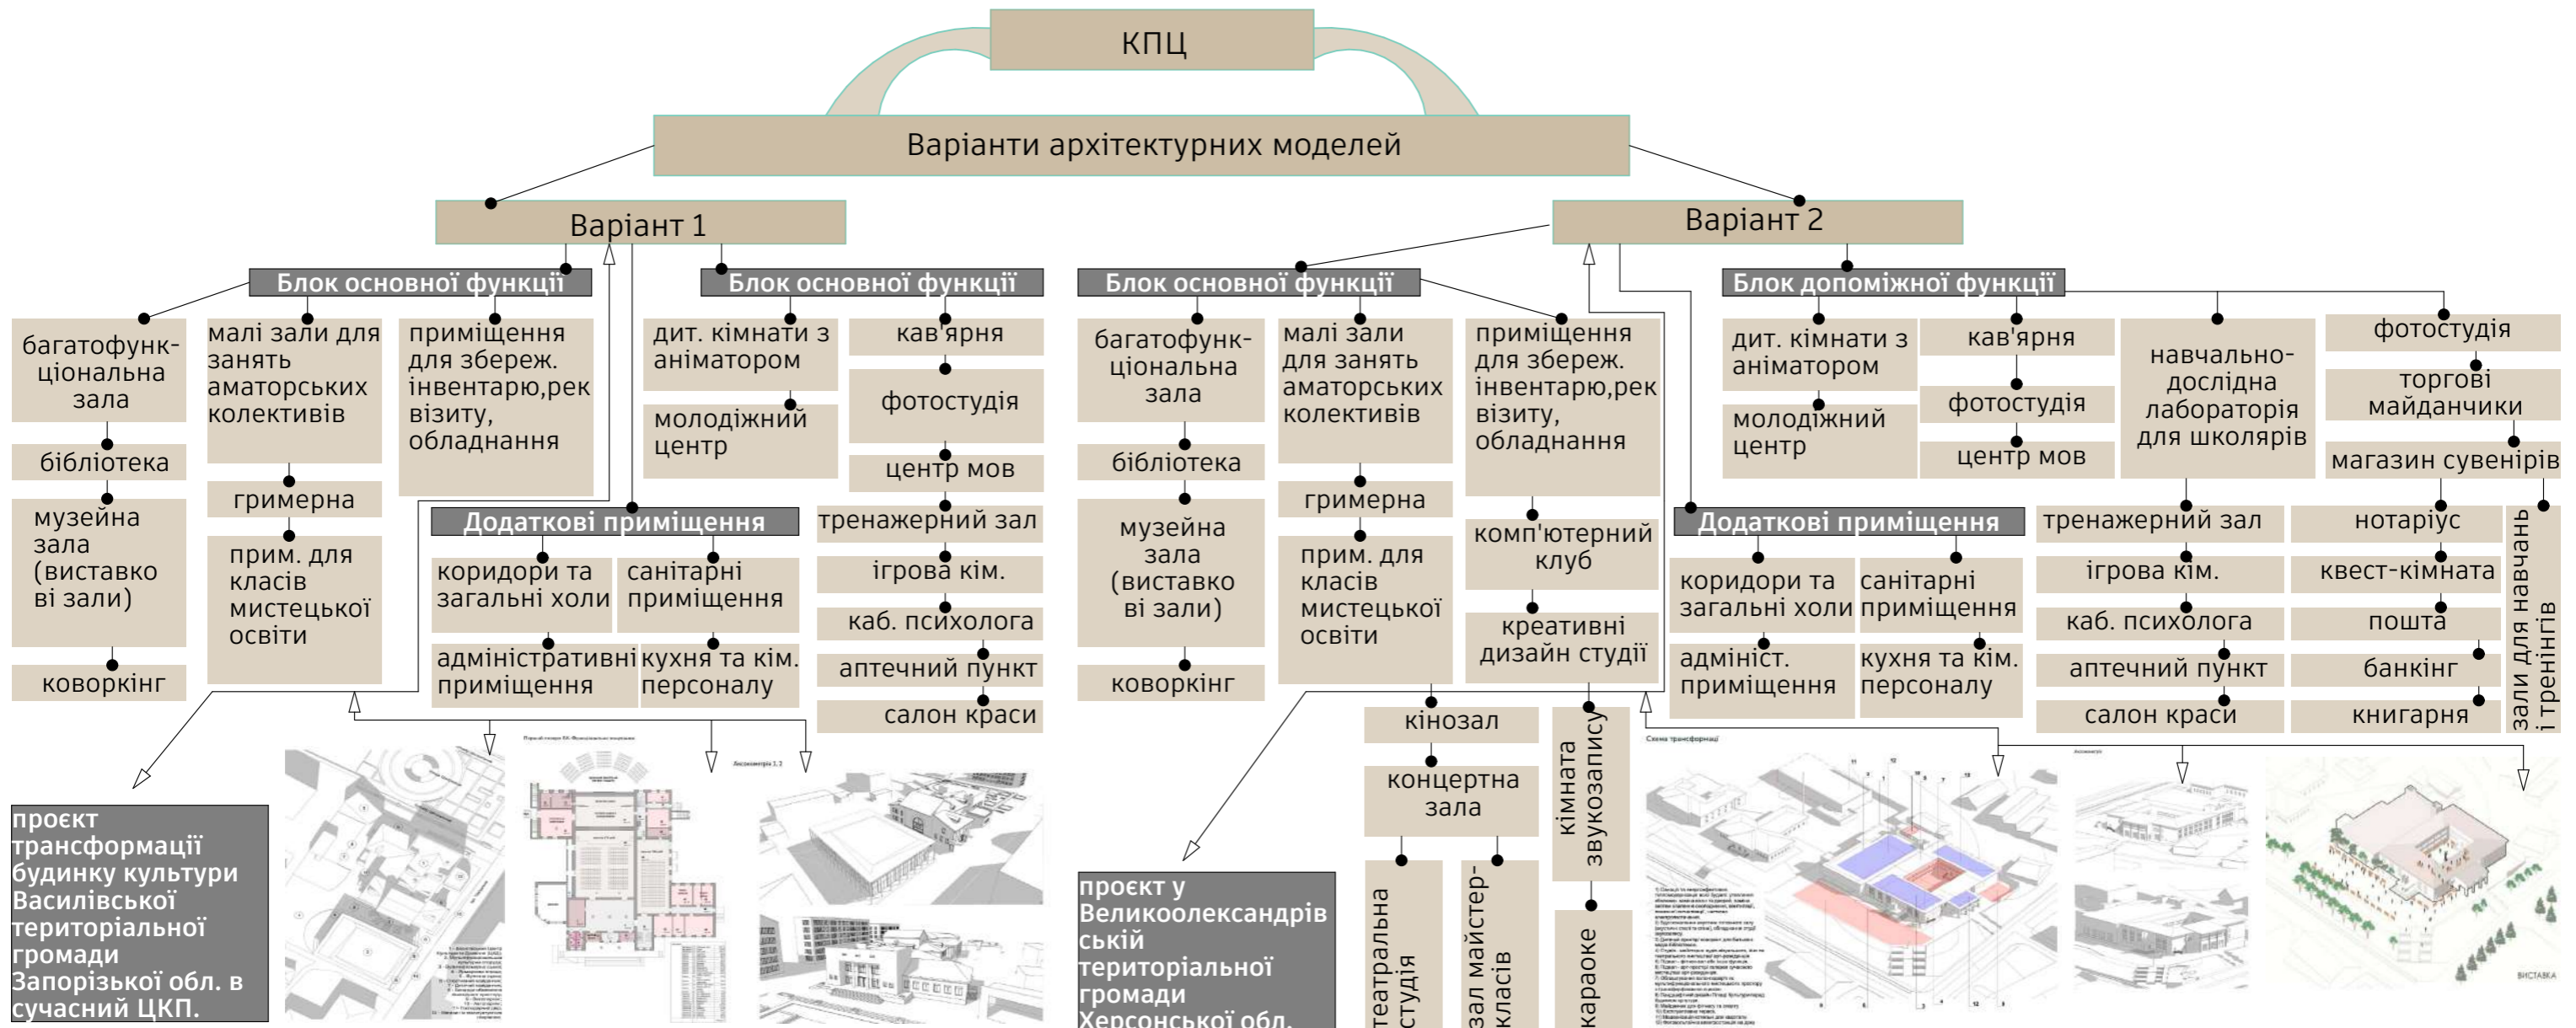 КПЦ
Варіанти архітектурних моделей
Варіант 1
Варіант 2
Блок основної функції
Блок основної функції
Блок основної функції
Блок допоміжної функції
багатофунк-
ціональна
зала
бібліотека
музейна
зала
(виставко
ві зали)
коворкінг
малі зали для
занять
аматорських
колективів
гримерна
прим. для
класів
мистецької
освіти
приміщення
для збереж.
інвентарю,рек
візиту,
обладнання
Додаткові приміщення
коридори та
загальні холи
адміністративні
приміщення
санітарні
приміщення
кухня та кім.
персоналу
дит. кімнати з
аніматором
молодіжний
центр
кав'ярня
фотостудія
центр мов
тренажерний зал
ігрова кім.
каб. психолога
аптечний пункт
салон краси
багатофунк-
ціональна
зала
бібліотека
музейна
зала
(виставко
ві зали)
коворкінг
малі зали
для занять
аматорських
колективів
гримерна
прим. для
класів
мистецької
освіти
кінозал
концертна
зала
театральна
студія
зал майстер-
класів
приміщення
для збереж.
інвентарю,рек
візиту,
обладнання
комп'ютерний
клуб
креативні
дизайн студії
кімната
звукозапису
караоке
дит. кімнати з
аніматором
молодіжний
центр
кав'ярня
фотостудія
центр мов
навчально-
дослідна
лабораторія
для школярів
фотостудія
торгові
майданчики
магазин сувенірів
Додаткові приміщення
коридори та
загальні холи
адмініст.
приміщення
санітарні
приміщення
кухня та кім.
персоналу
тренажерний зал
ігрова кім.
каб. психолога
аптечний пункт
салон краси
нотаріус
квест-кімната
пошта
банкінг
книгарня
зали для навчань
і тренінгів
проєкт
трансформації
будинку культури
Василівської
територіальної
громади
Запорізької обл. в
сучасний ЦКП.
Аксонометрія 1, 2
проєкт у
Великоолександрів
ській
територіальної
громади
Херсонської обл.
Схема трансформації
ВИСТАВКА